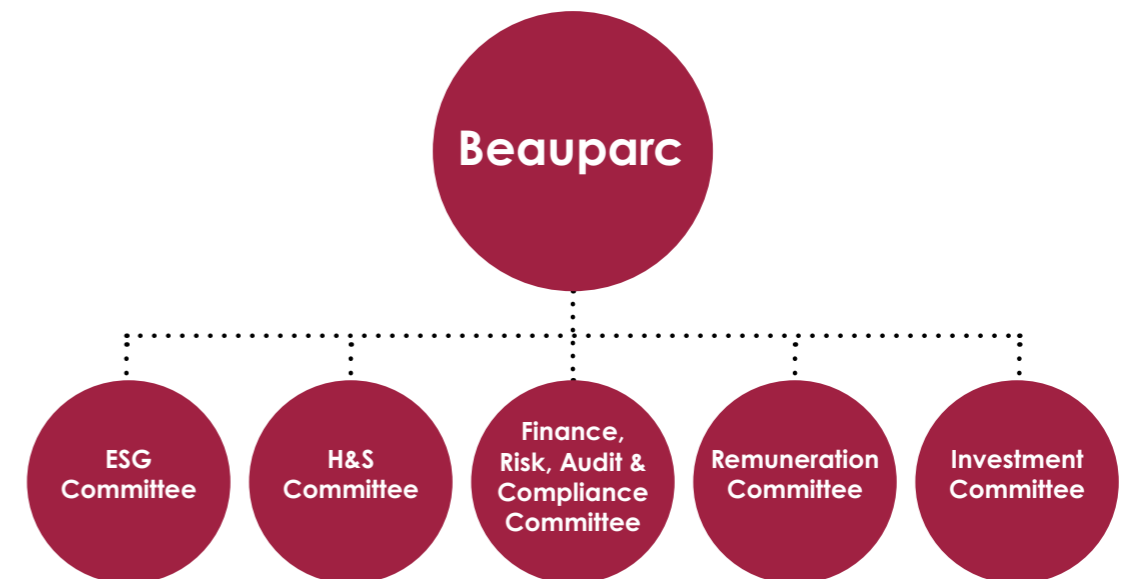 Beauparc
ESG
Committee
H&S
Committee
Finance,
Risk, Audit &
Compliance
Committee
Remuneration
Committee
Investment
Committee